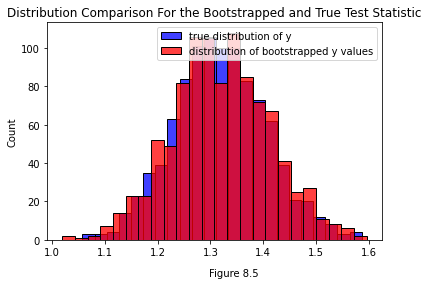 Distribution Comparison For the Bootstrapped and True Test Statistic
true distribution of y
distribution of bootstrapped y values
Count
100
80
60
40
20
0
1.0 1.1 1.2 1.3 1.4 1.5 1.6
Figure 8.5